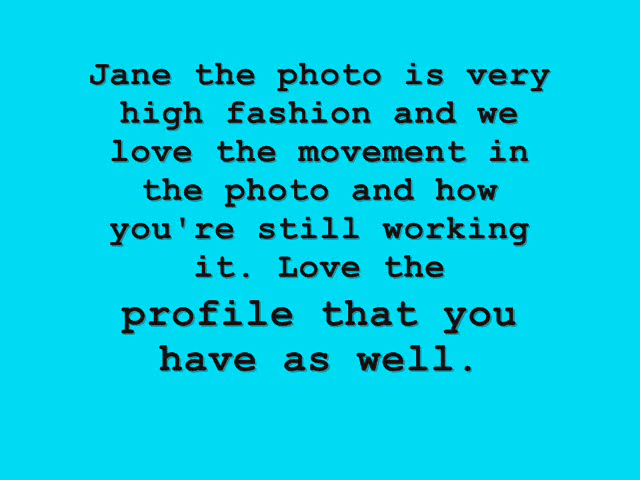 Jane the photo is very
high fashion and we
love the movement in
the photo and how
you're still working
it. Love the
profile that you
have as well.